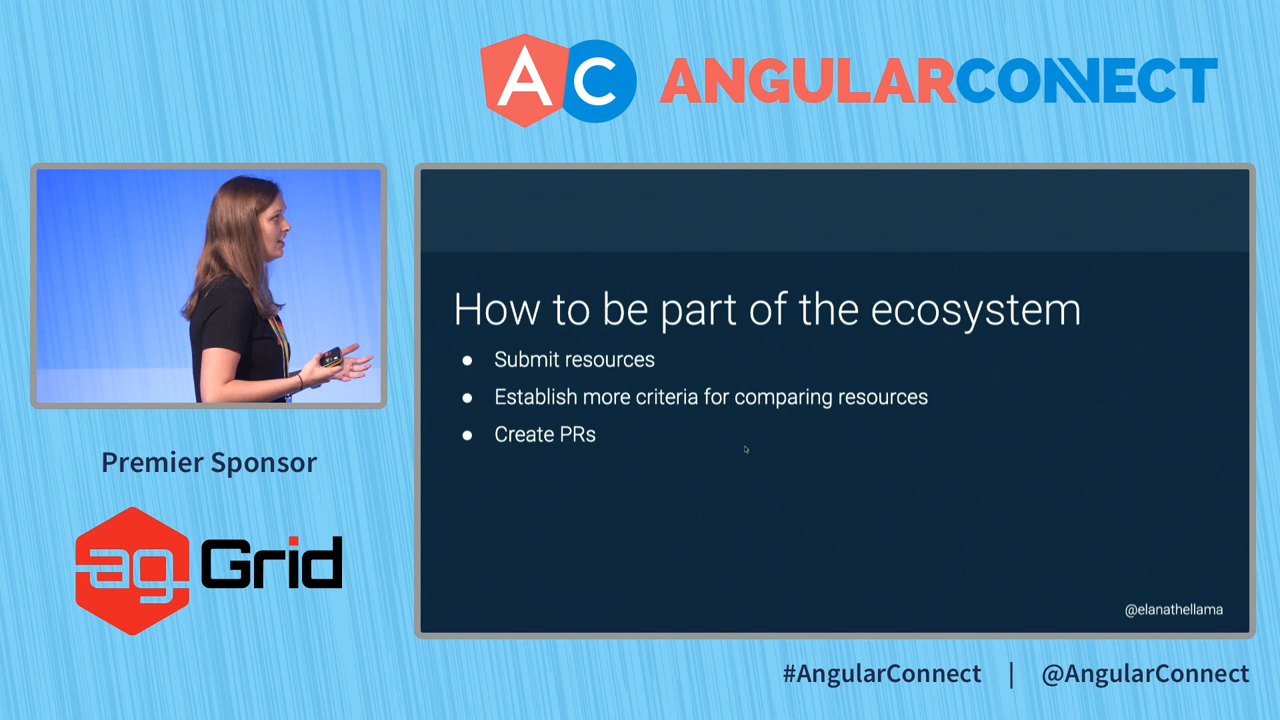 AC ANGULARCONNECT
How to be part of the ecosystem
Submit resources
Establish more criteria for comparing resources
Create PRs
@elanathellama
Premier Sponsor
ag Grid
#AngularConnect | @AngularConnect